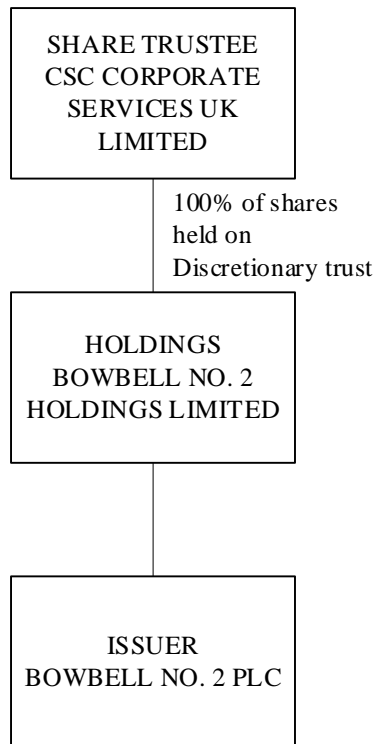 SHARE TRUSTEE
CSC CORPORATE
SERVICES UK
LIMITED
100% of shares
held on
Discretionary trust
HOLDINGS
BOWBELL NO. 2
HOLDINGS LIMITED
ISSUER
BOWBELL NO. 2 PLC